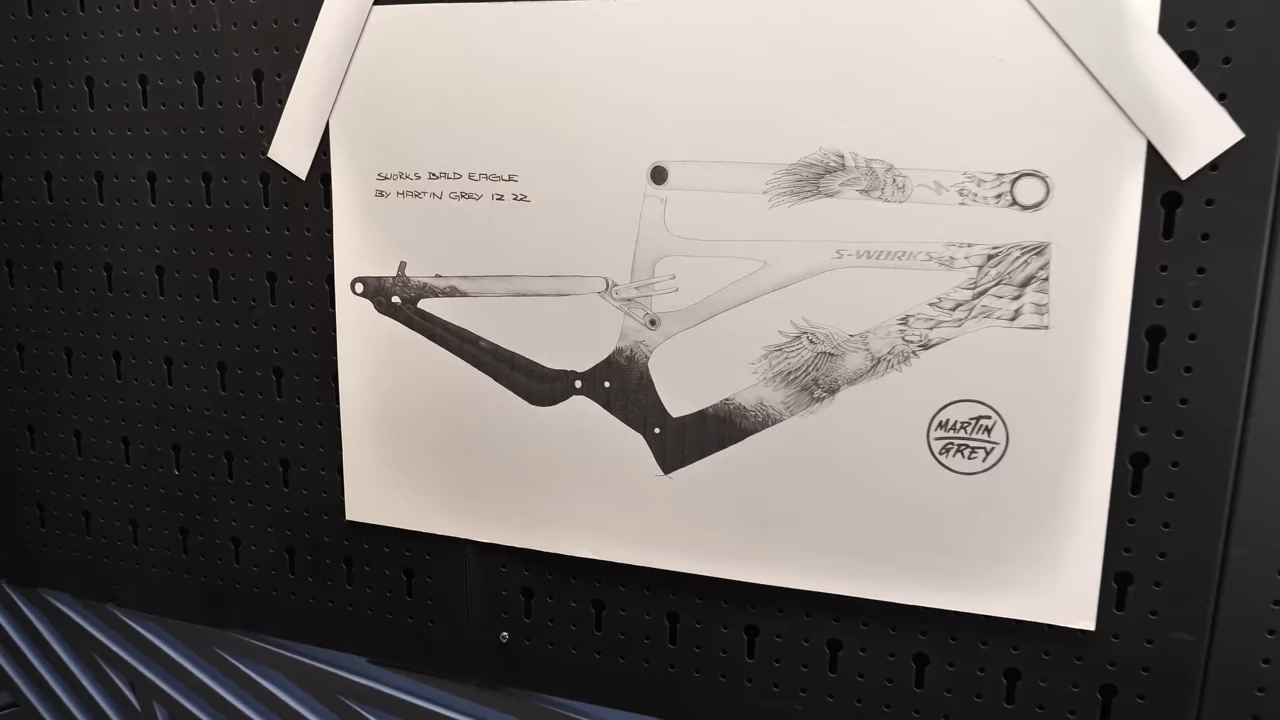 SWORKS BALD EAGLE
BY MARTIN GREY 12.22
S-WORKS
MARTIN
GREY